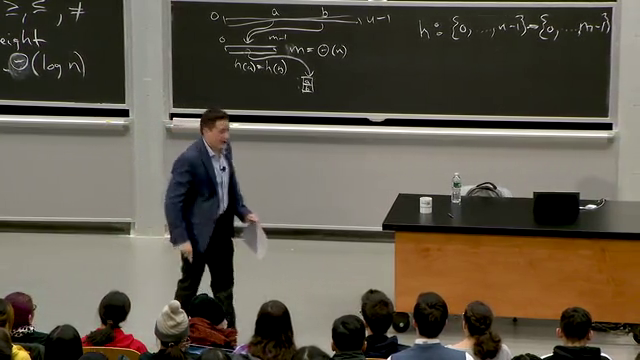 ≥, ≤, ≠
eight
Θ(log n)
0 a b u-1
0 m-1 m = Θ(n)
h(a) = h(b)
a
b
h: {0, ..., u-1} → {0, ... m-1}